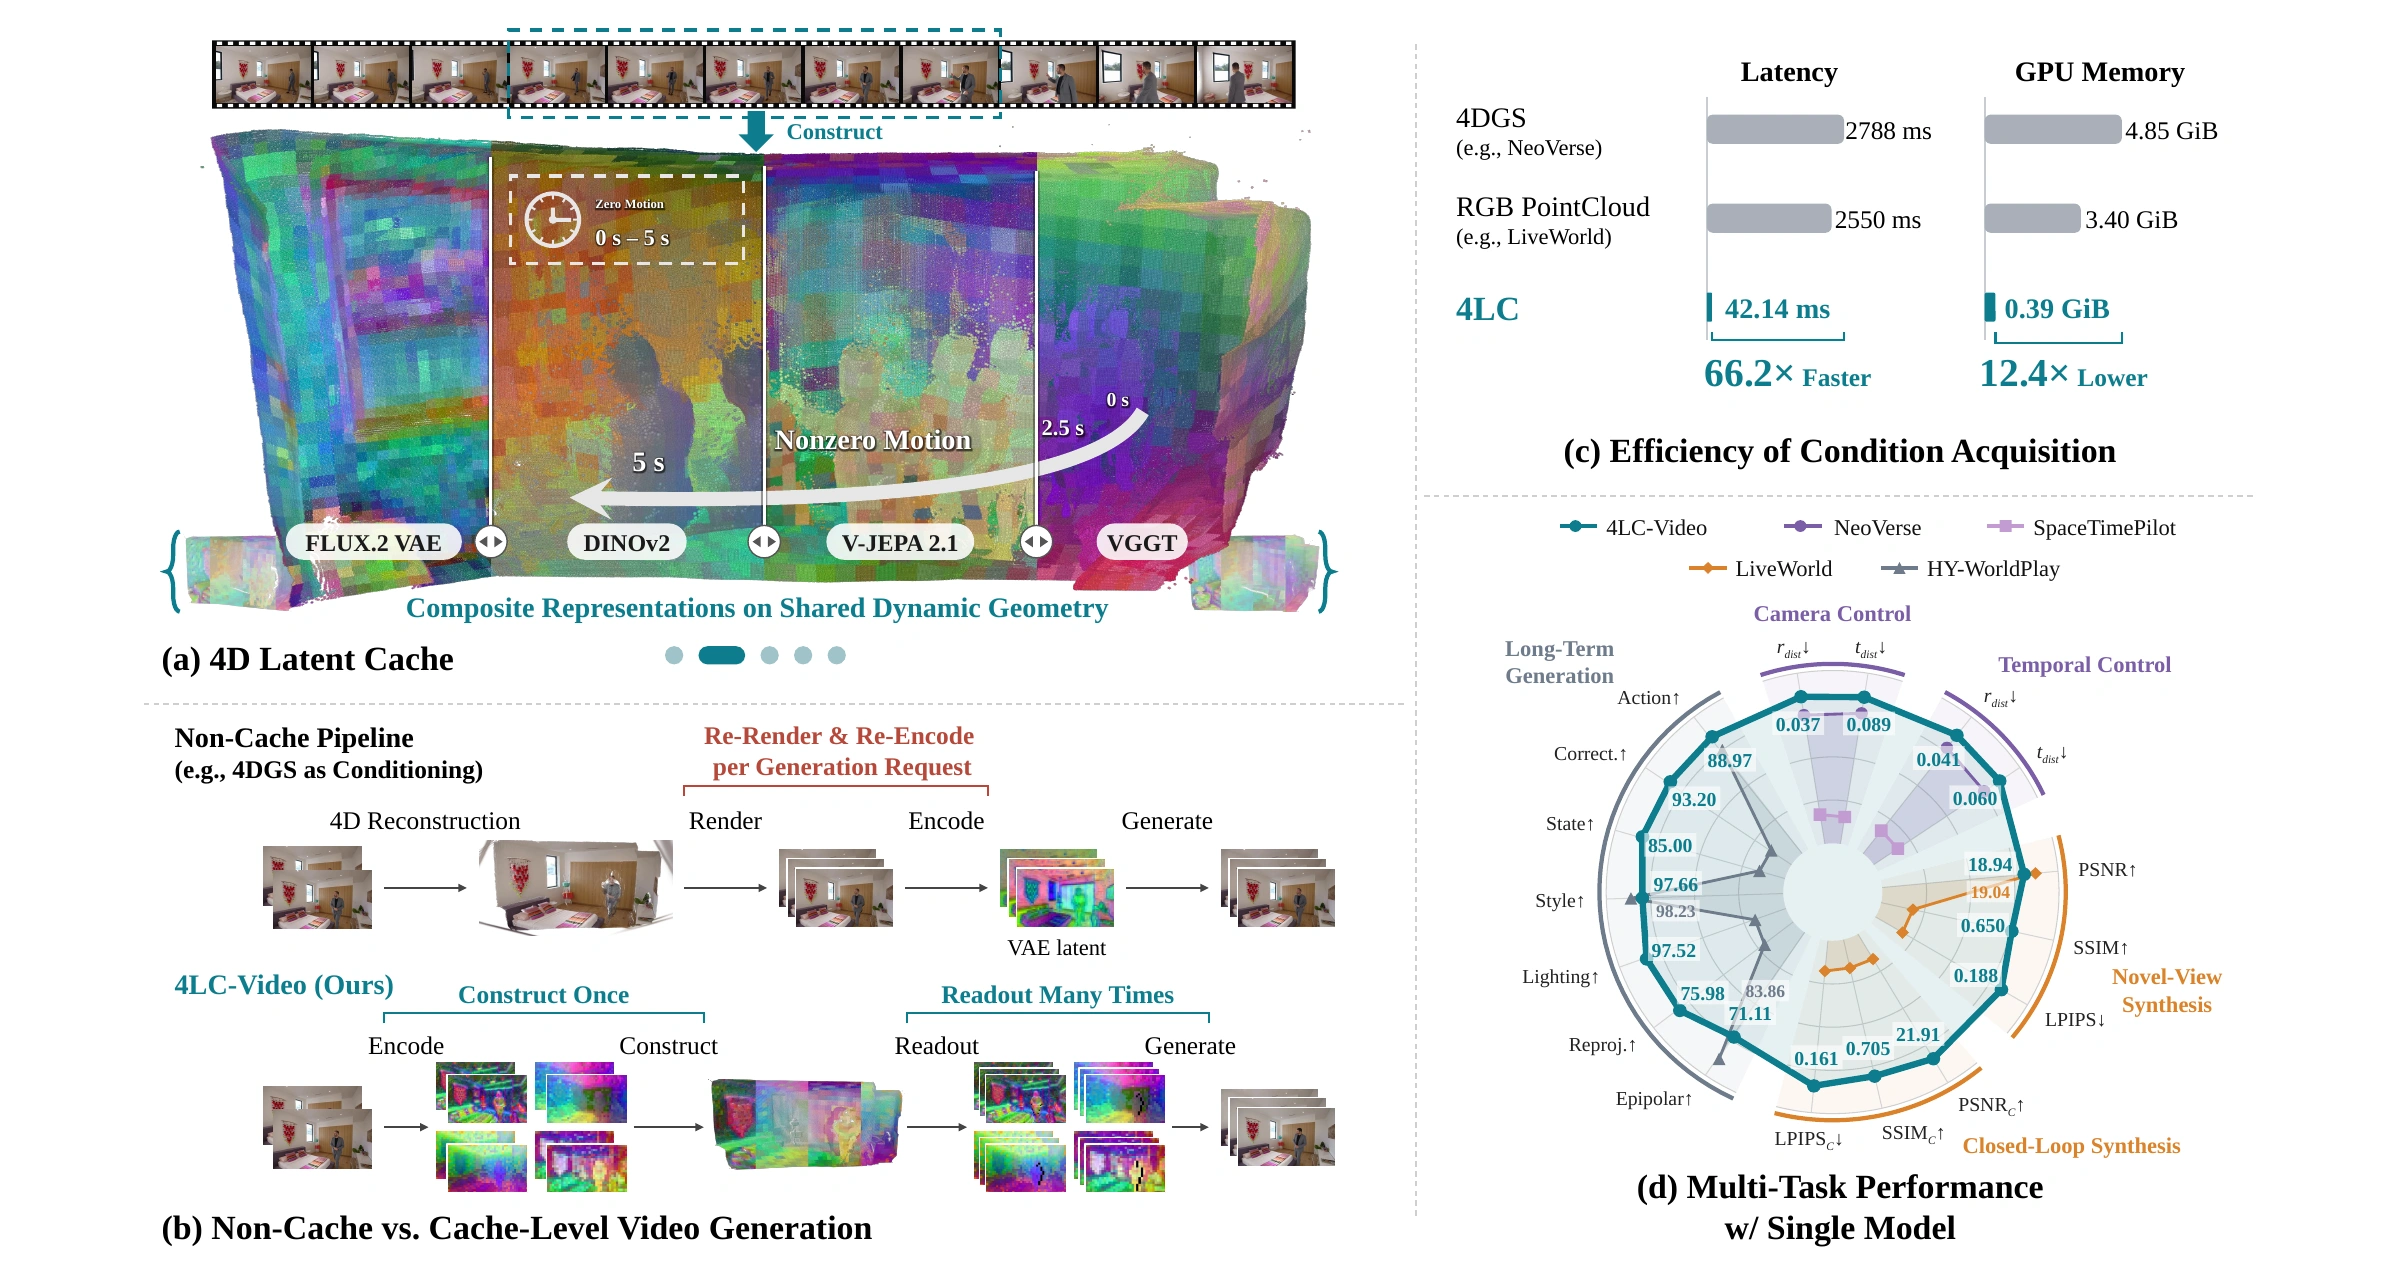 Construct
Zero Motion
0 s – 5 s
0 s
2.5 s
Nonzero Motion
5 s
FLUX.2 VAE
DINOv2
V-JEPA 2.1
VGGT
Composite Representations on Shared Dynamic Geometry
(a) 4D Latent Cache
Non-Cache Pipeline
(e.g., 4DGS as Conditioning)
Re-Render & Re-Encode
per Generation Request
4D Reconstruction
Render
Encode
Generate
VAE latent
4LC-Video (Ours)
Construct Once
Readout Many Times
Encode
Construct
Readout
Generate
(b) Non-Cache vs. Cache-Level Video Generation
Latency
GPU Memory
4DGS
(e.g., NeoVerse)
2788 ms
4.85 GiB
RGB PointCloud
(e.g., LiveWorld)
2550 ms
3.40 GiB
4LC
42.14 ms
0.39 GiB
66.2× Faster
12.4× Lower
(c) Efficiency of Condition Acquisition
4LC-Video
NeoVerse
SpaceTimePilot
LiveWorld
HY-WorldPlay
Camera Control
r_dist↓
t_dist↓
Temporal Control
r_dist↓
t_dist↓
Long-Term
Generation
Action↑
Correct.↑
State↑
Style↑
Lighting↑
Reproj.↑
Epipolar↑
0.037
0.089
0.041
0.060
88.97
93.20
85.00
97.66
98.23
97.52
75.98
83.86
71.11
18.94
19.04
0.650
0.188
21.91
0.705
0.161
PSNR↑
SSIM↑
Novel-View
Synthesis
LPIPS↓
PSNR_C↑
SSIM_C↑
LPIPS_C↓
Closed-Loop Synthesis
(d) Multi-Task Performance
w/ Single Model